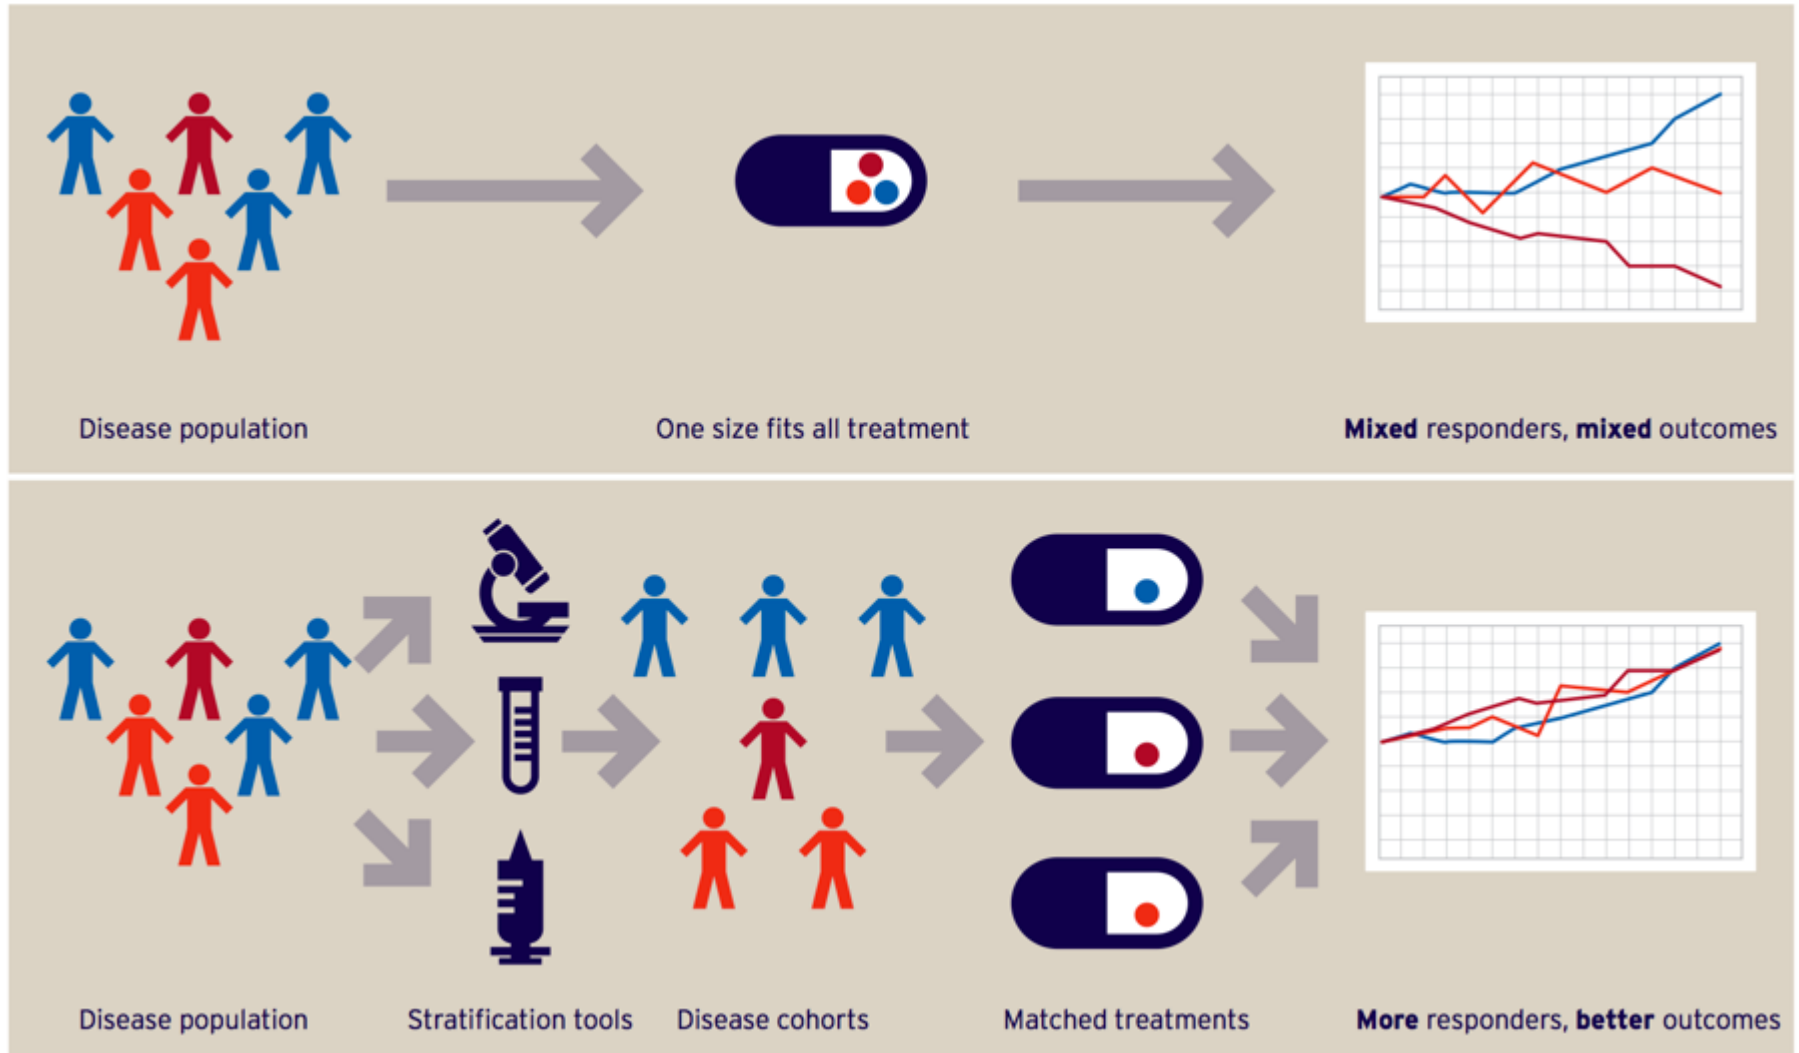 Disease population
One size fits all treatment
Mixed responders, mixed outcomes
Disease population
Stratification tools
Disease cohorts
Matched treatments
More responders, better outcomes